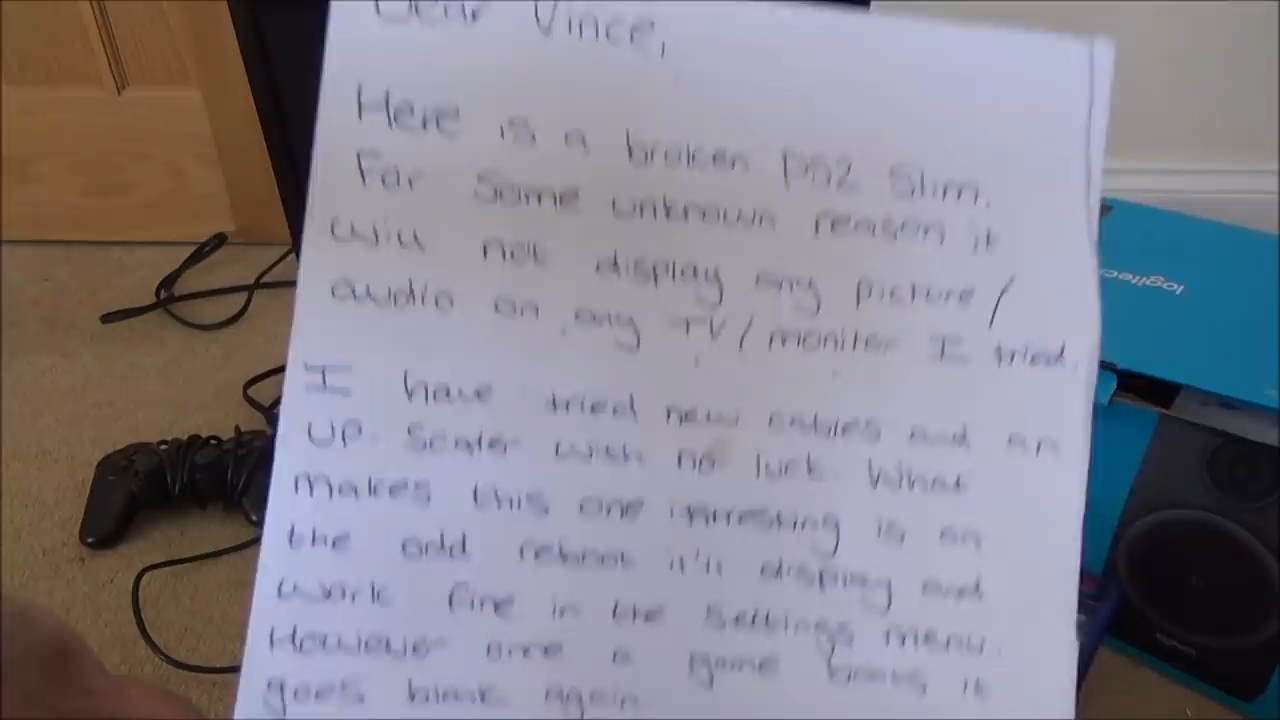 Dear Vince,
Here is a broken PS2 Slim.
For some unknown reason it
will not display any picture/
audio on any TV/monitor I tried.
I have tried new cables and an
UP Scaler with no luck. What
makes this one intresting is on
the odd reboot it'll display and
work fine in the settings menu.
However once a game boots it
goes blank again
logitech